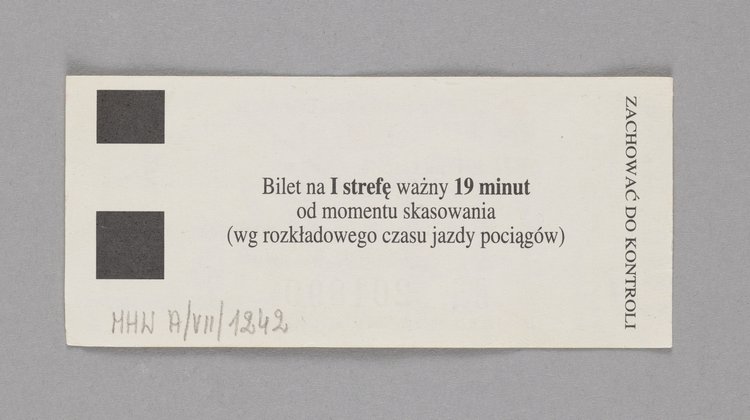 Bilet na I strefę ważny 19 minut
od momentu skasowania
(wg rozkładowego czasu jazdy pociągów)
ZACHOWAĆ DO KONTROLI
MHW A/VII/1242